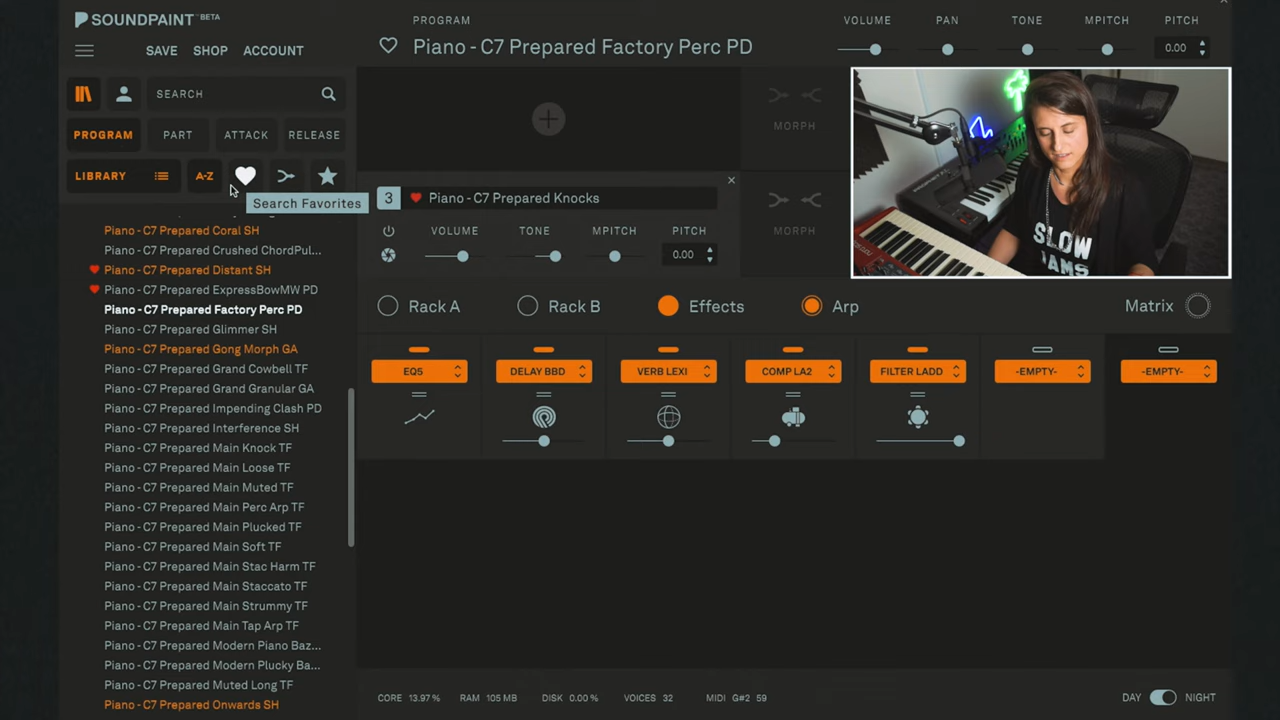 SOUNDPAINT™BETA
SAVE SHOP ACCOUNT
SEARCH
PROGRAM PART ATTACK RELEASE
LIBRARY A-Z
Search Favorites
Piano - C7 Prepared Coral SH
Piano - C7 Prepared Crushed ChordPul...
Piano - C7 Prepared Distant SH
Piano - C7 Prepared ExpressBowMW PD
Piano - C7 Prepared Factory Perc PD
Piano - C7 Prepared Glimmer SH
Piano - C7 Prepared Gong Morph GA
Piano - C7 Prepared Grand Cowbell TF
Piano - C7 Prepared Grand Granular GA
Piano - C7 Prepared Impending Clash PD
Piano - C7 Prepared Interference SH
Piano - C7 Prepared Main Knock TF
Piano - C7 Prepared Main Loose TF
Piano - C7 Prepared Main Muted TF
Piano - C7 Prepared Main Perc Arp TF
Piano - C7 Prepared Main Plucked TF
Piano - C7 Prepared Main Soft TF
Piano - C7 Prepared Main Stac Harm TF
Piano - C7 Prepared Main Staccato TF
Piano - C7 Prepared Main Strummy TF
Piano - C7 Prepared Main Tap Arp TF
Piano - C7 Prepared Modern Piano Baz...
Piano - C7 Prepared Modern Plucky Ba...
Piano - C7 Prepared Muted Long TF
Piano - C7 Prepared Onwards SH
PROGRAM
Piano - C7 Prepared Factory Perc PD
VOLUME PAN TONE MPITCH PITCH
0.00
MORPH
3 Piano - C7 Prepared Knocks
VOLUME TONE MPITCH PITCH
0.00
MORPH
SLOW
Rack A Rack B Effects Arp Matrix
EQ5 DELAY BBD VERB LEXI COMP LA2 FILTER LADD -EMPTY- -EMPTY-
CORE 13.97 % RAM 105 MB DISK 0.00 % VOICES 32 MIDI G#2 59
DAY NIGHT